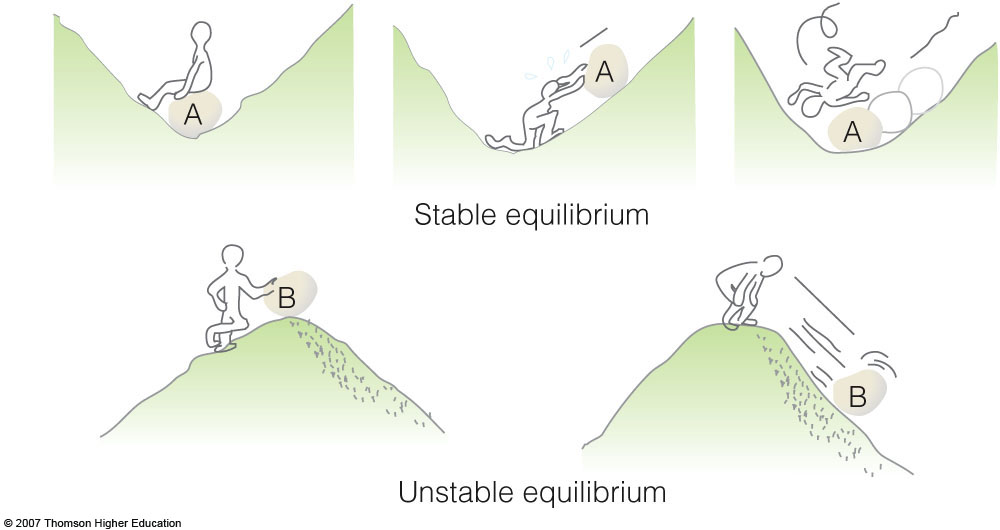 A
A
A
Stable equilibrium
B
B
Unstable equilibrium
© 2007 Thomson Higher Education